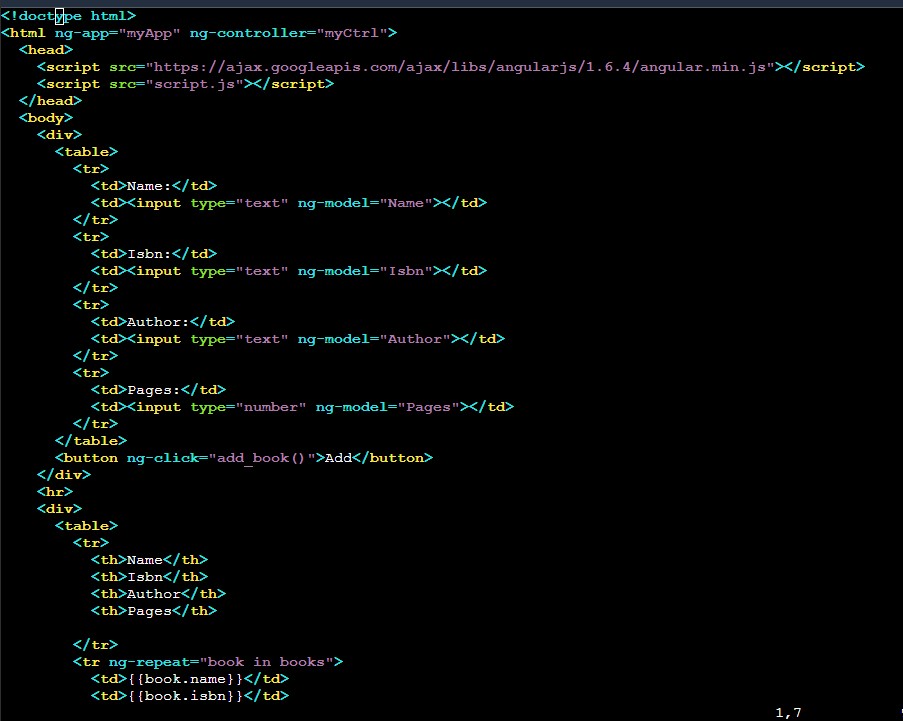 <!doctype html>
<html ng-app="myApp" ng-controller="myCtrl">
  <head>
    <script src="https://ajax.googleapis.com/ajax/libs/angularjs/1.6.4/angular.min.js"></script>
    <script src="script.js"></script>
  </head>
  <body>
    <div>
      <table>
        <tr>
          <td>Name:</td>
          <td><input type="text" ng-model="Name"></td>
        </tr>
        <tr>
          <td>Isbn:</td>
          <td><input type="text" ng-model="Isbn"></td>
        </tr>
        <tr>
          <td>Author:</td>
          <td><input type="text" ng-model="Author"></td>
        </tr>
        <tr>
          <td>Pages:</td>
          <td><input type="number" ng-model="Pages"></td>
        </tr>
      </table>
      <button ng-click="add_book()">Add</button>
    </div>
    <hr>
    <div>
      <table>
        <tr>
          <th>Name</th>
          <th>Isbn</th>
          <th>Author</th>
          <th>Pages</th>

        </tr>
        <tr ng-repeat="book in books">
          <td>{{book.name}}</td>
          <td>{{book.isbn}}</td>
1,7